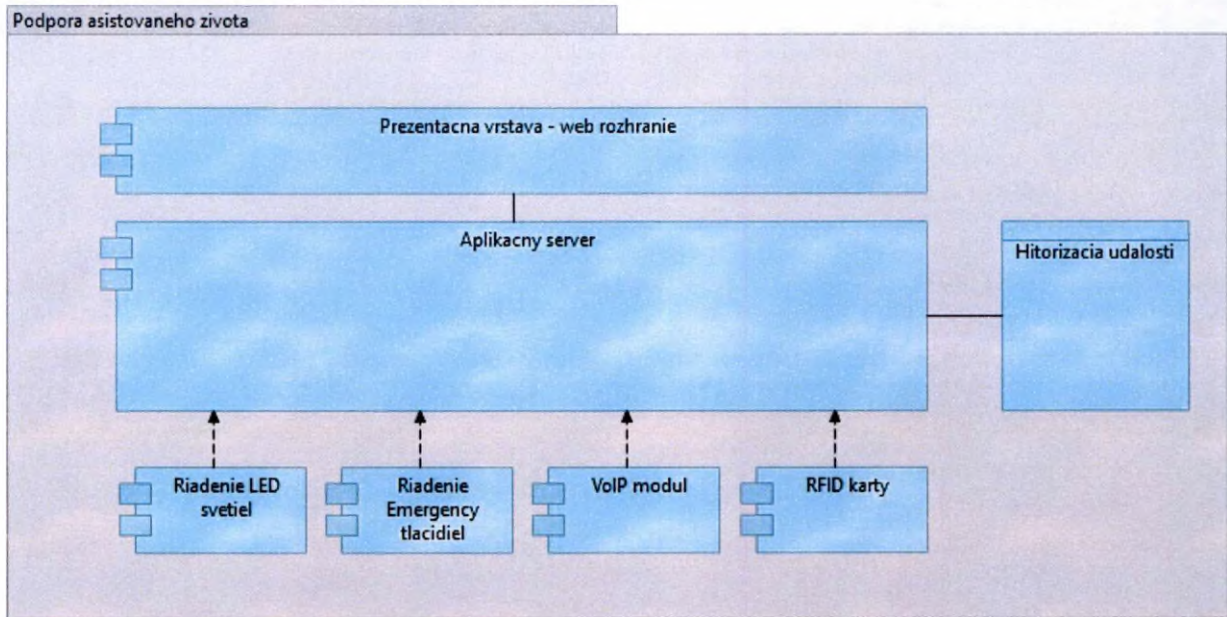 Podpora asistovaneho zivota
Prezentacna vrstava - web rozhranie
Aplikacny server
Hitorizacia udalosti
Riadenie LED
svetiel
Riadenie
Emergency
tlacidiel
VoIP modul
RFID karty